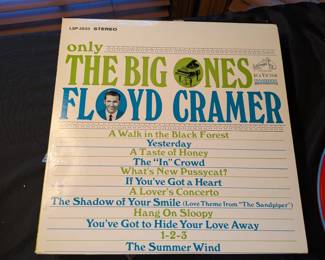 LSP-3533 STEREO
only
THE BIG ONES
FLOYD CRAMER
RCA VICTOR
A Walk in the Black Forest
Yesterday
A Taste of Honey
The "In" Crowd
What's New Pussycat?
If You've Got a Heart
A Lover's Concerto
The Shadow of Your Smile (Love Theme from "The Sandpiper")
Hang On Sloopy
You've Got to Hide Your Love Away
1-2-3
The Summer Wind